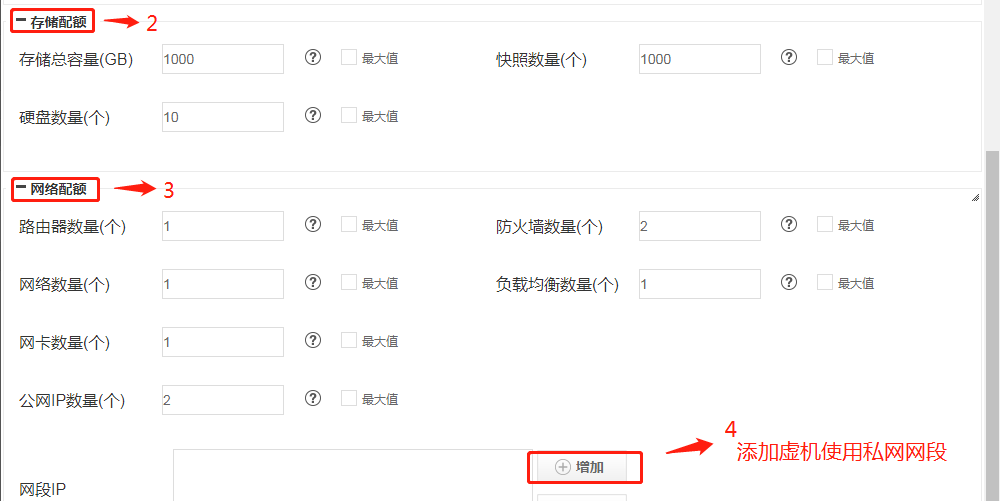 存储配额 2
存储总容量(GB) 1000 ? 最大值 快照数量(个) 1000 ? 最大值
硬盘数量(个) 10 ? 最大值
网络配额 3
路由器数量(个) 1 ? 最大值 防火墙数量(个) 2 ? 最大值
网络数量(个) 1 ? 最大值 负载均衡数量(个) 1 ? 最大值
网卡数量(个) 1 ? 最大值
公网IP数量(个) 2 ? 最大值
4
添加虚机使用私网网段
增加
网段IP